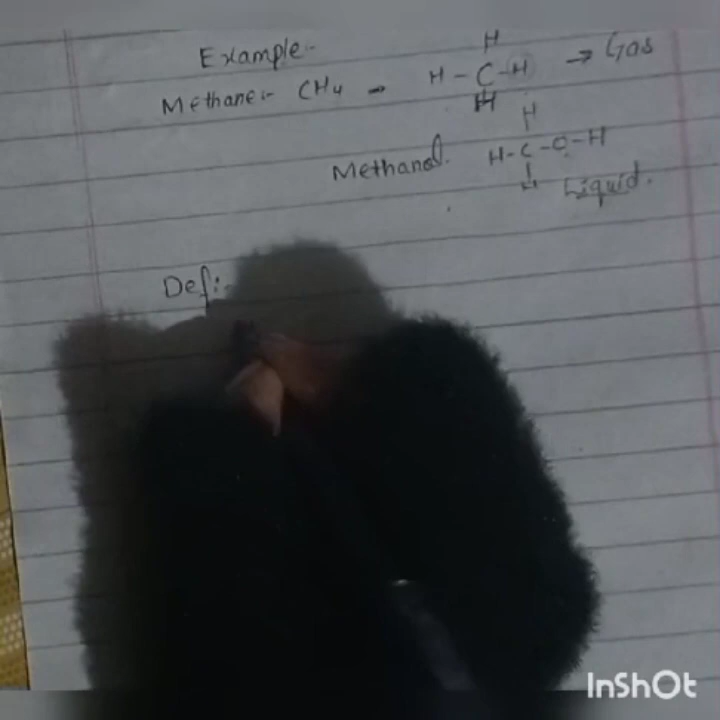 Example:-
Methane:- CH4 →
H
H - C - H → Gas
H
Methanol.
H
H - C - O - H
H Liquid.
Def:-
InShOt